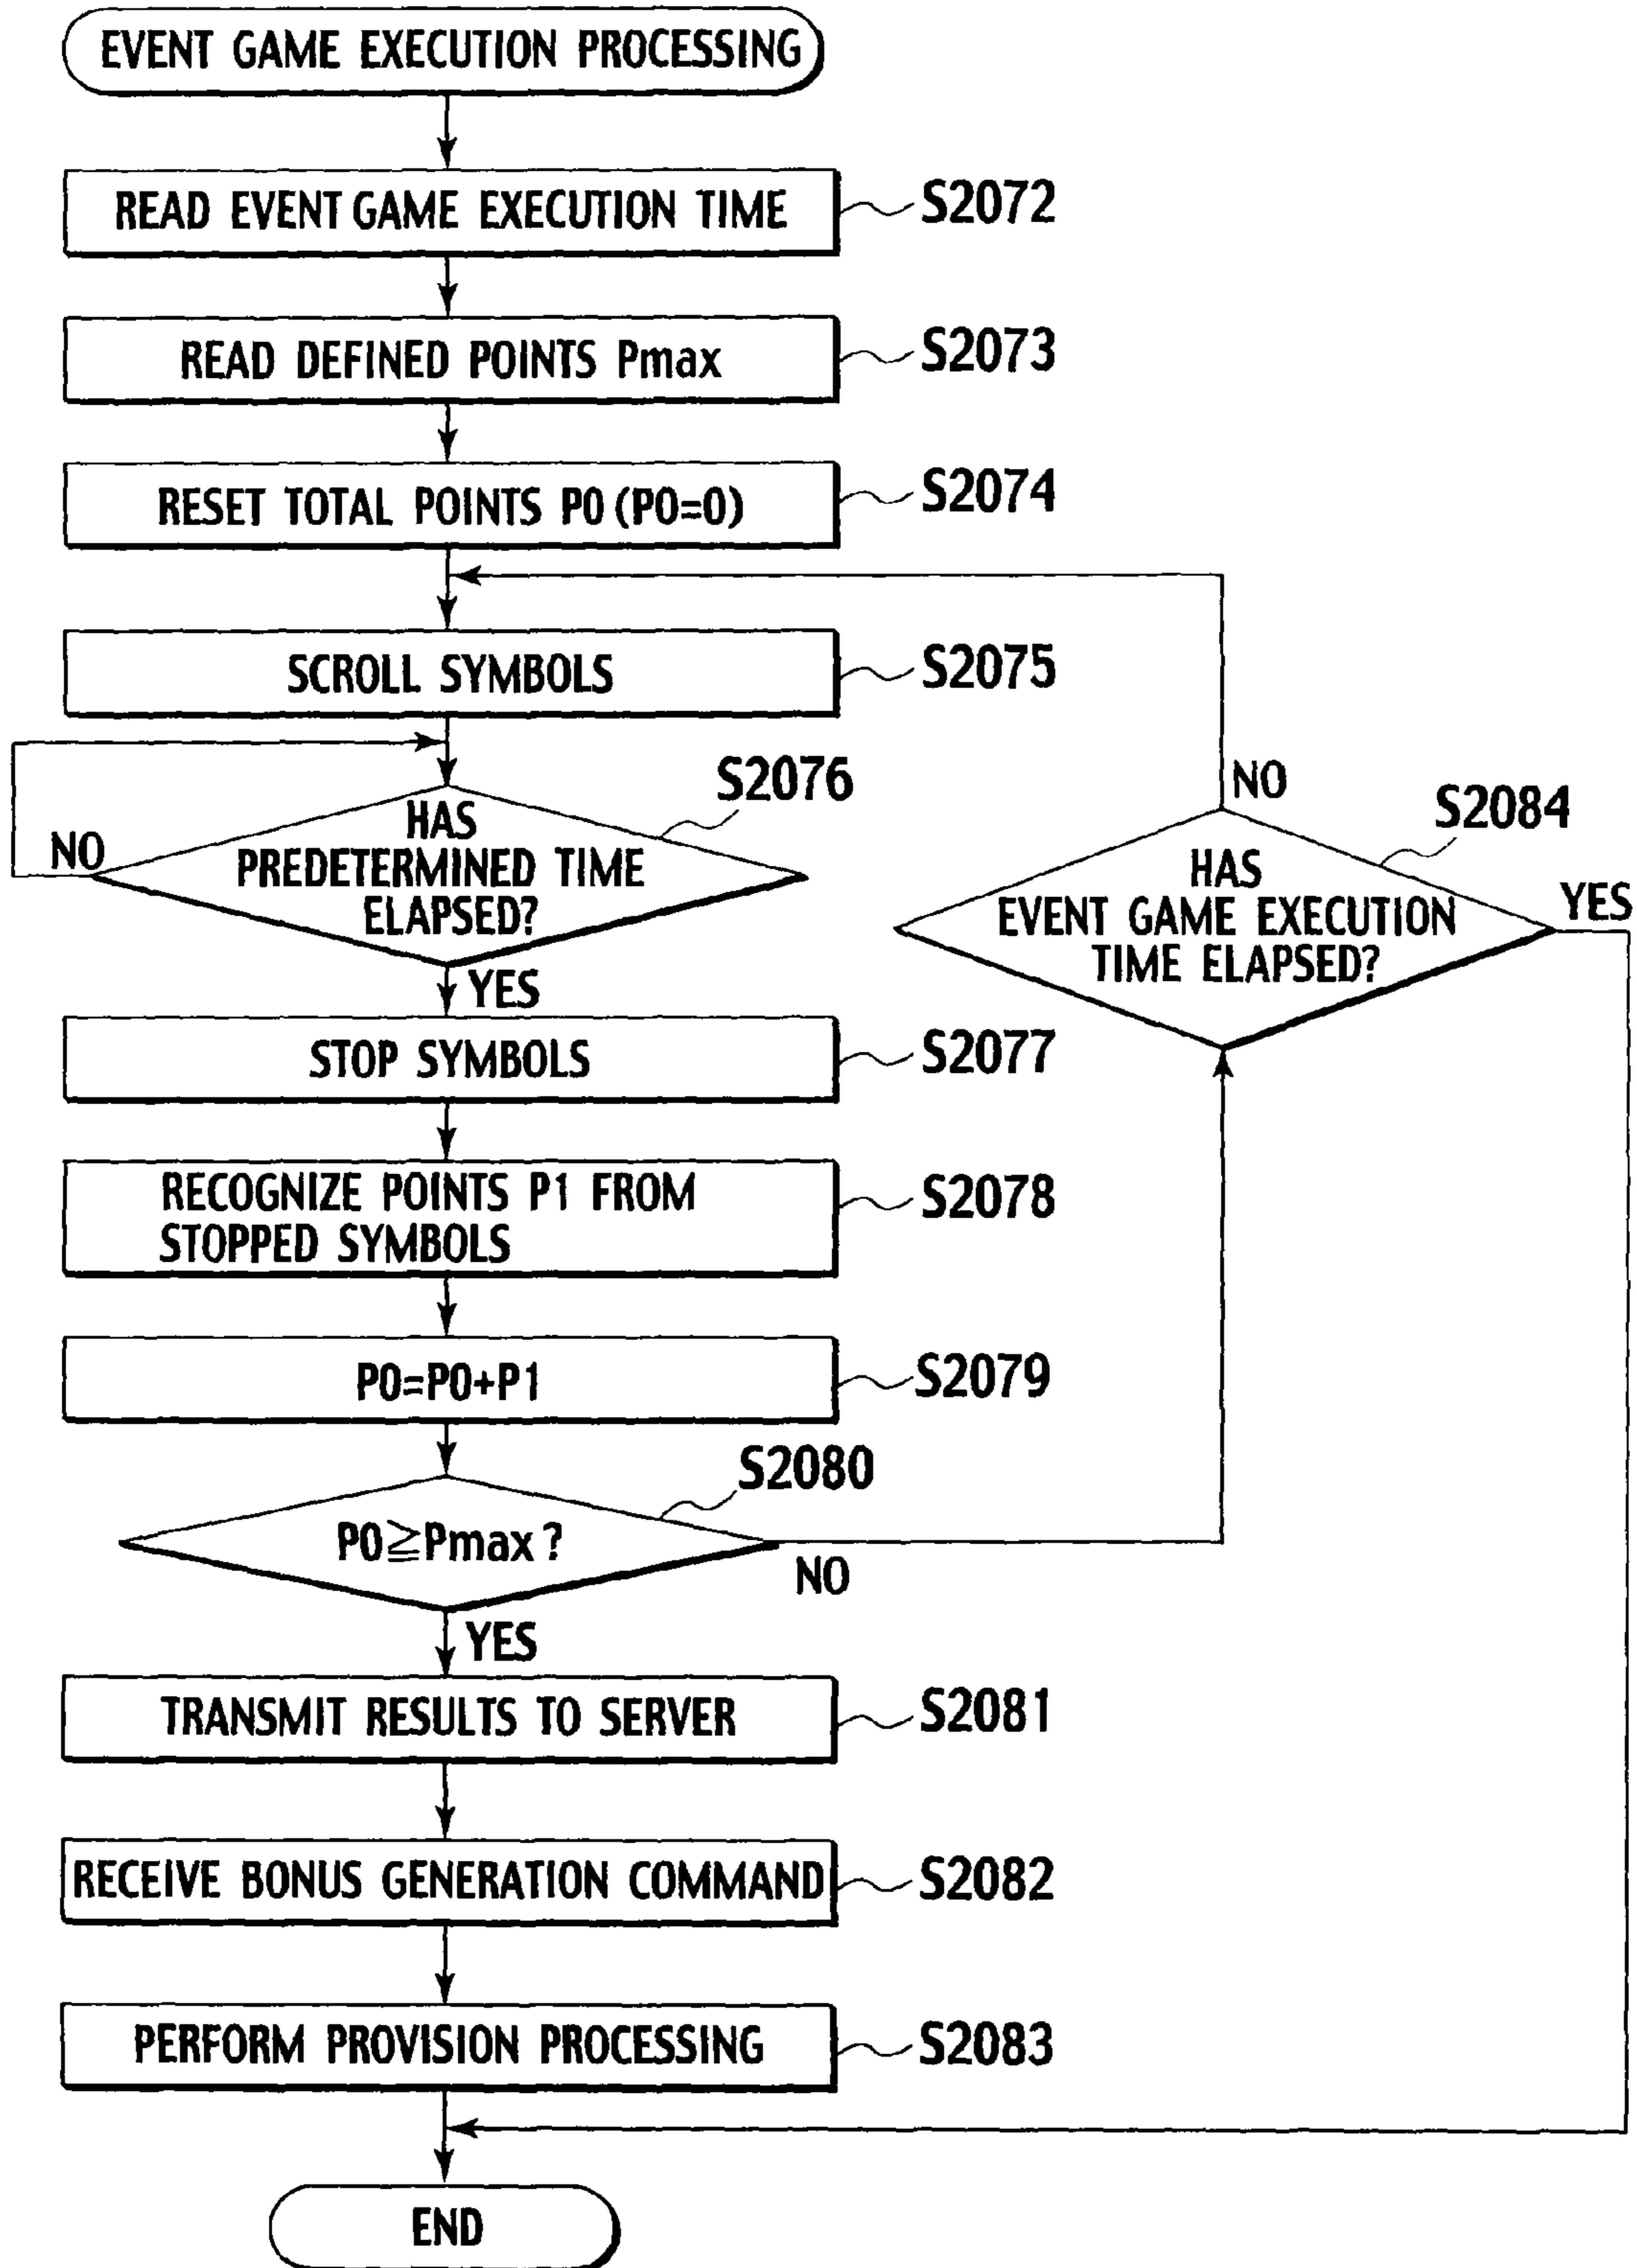 EVENT GAME EXECUTION PROCESSING
READ EVENT GAME EXECUTION TIME
S2072
READ DEFINED POINTS Pmax
S2073
RESET TOTAL POINTS P0 (P0=0)
S2074
SCROLL SYMBOLS
S2075
S2076
HAS
PREDETERMINED TIME
ELAPSED?
NO
YES
STOP SYMBOLS
S2077
RECOGNIZE POINTS P1 FROM
STOPPED SYMBOLS
S2078
P0=P0+P1
S2079
S2080
P0≧Pmax?
NO
YES
S2084
HAS
EVENT GAME EXECUTION
TIME ELAPSED?
NO
YES
TRANSMIT RESULTS TO SERVER
S2081
RECEIVE BONUS GENERATION COMMAND
S2082
PERFORM PROVISION PROCESSING
S2083
END